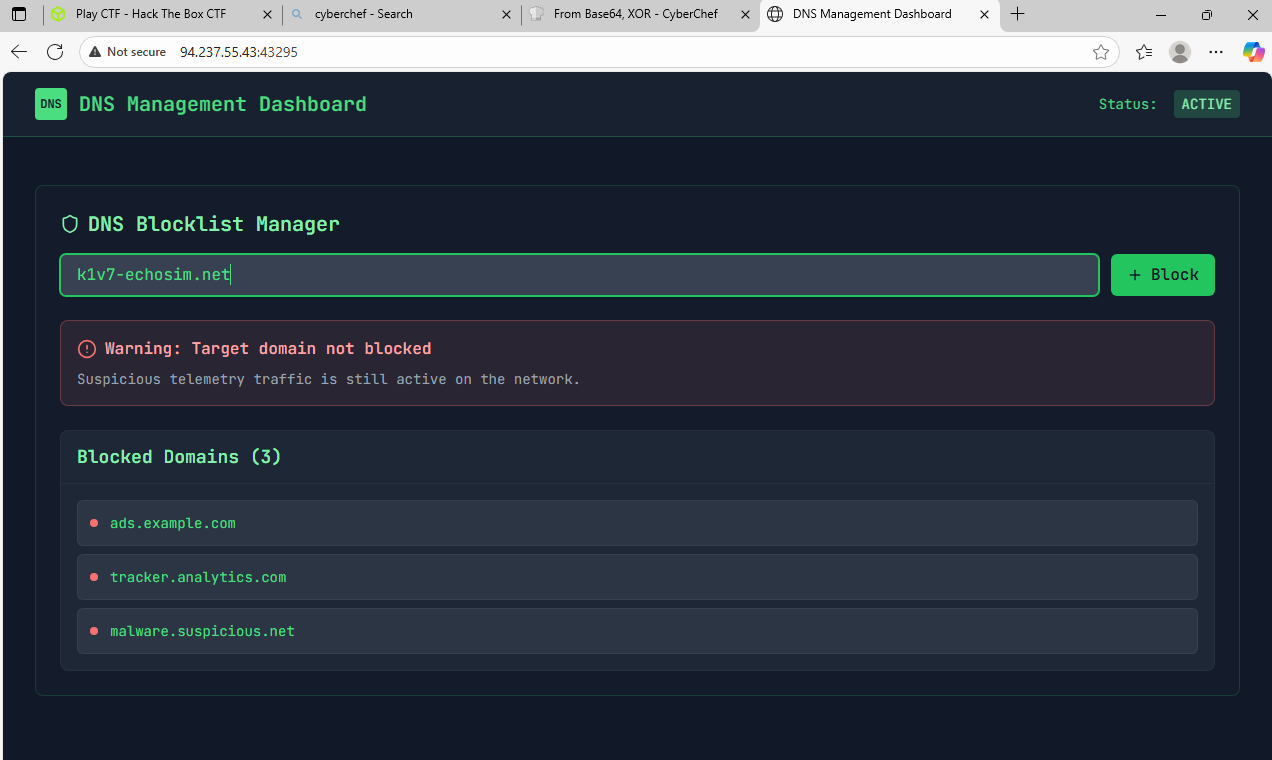 Play CTF - Hack The Box CTF
cyberchef - Search
From Base64, XOR - CyberChef
DNS Management Dashboard
Not secure 94.237.55.43:43295
DNS DNS Management Dashboard
Status: ACTIVE
DNS Blocklist Manager
k1v7-echosim.net
+ Block
Warning: Target domain not blocked
Suspicious telemetry traffic is still active on the network.
Blocked Domains (3)
ads.example.com
tracker.analytics.com
malware.suspicious.net